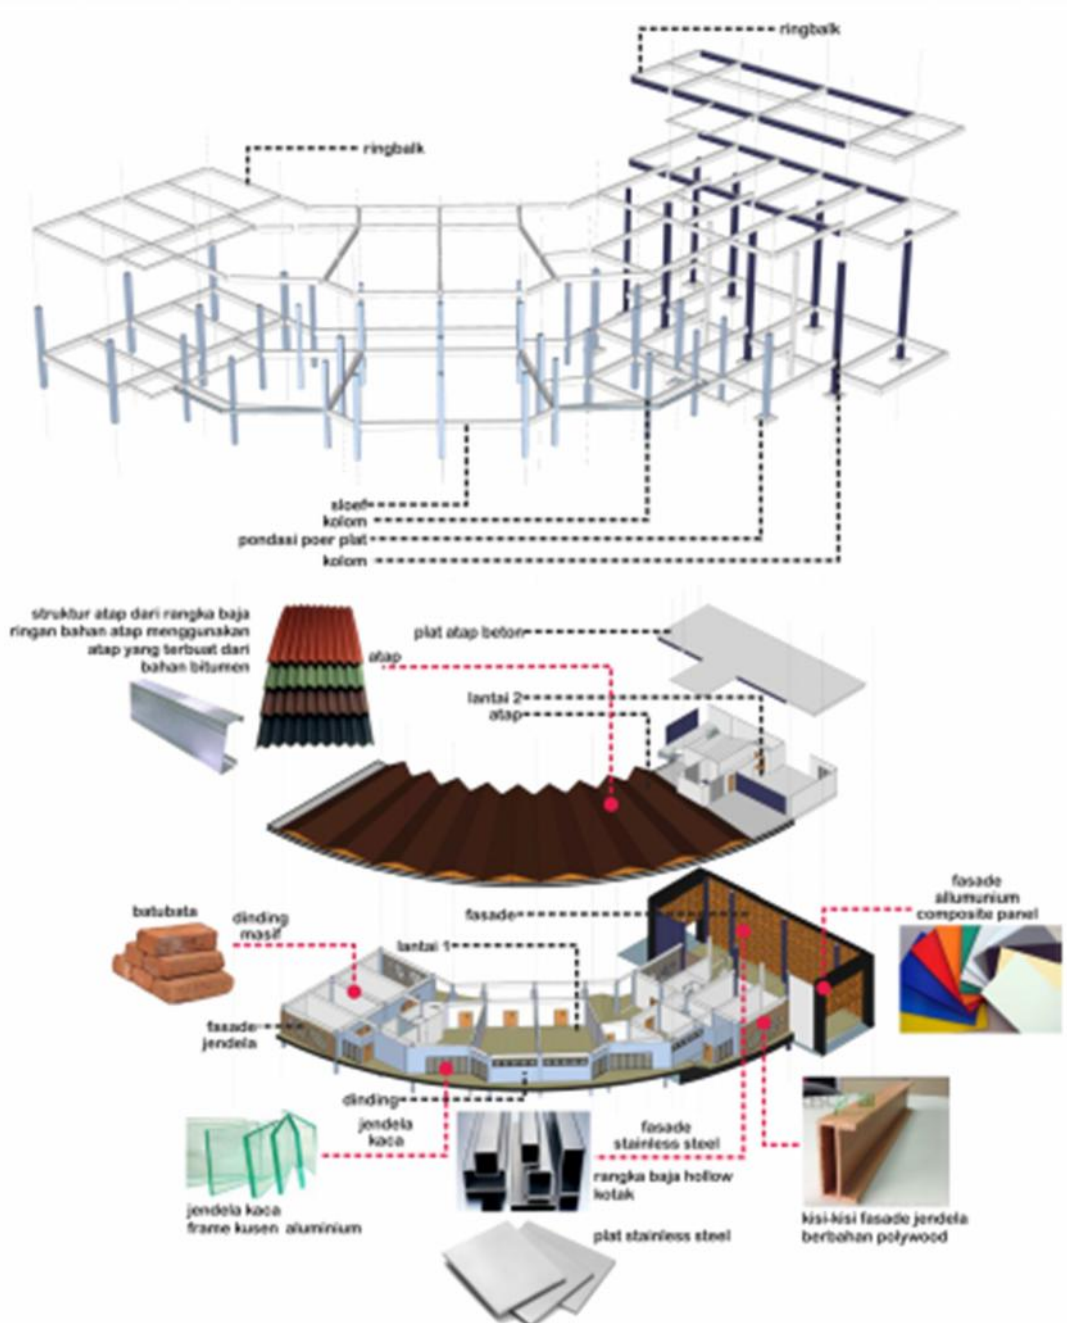 ringbalk
ringbalk
sloef
kolom
pondasi poer plat
kolom
struktur atap dari rangka baja
ringan bahan atap menggunakan
atap yang terbuat dari
bahan bitumen
atap
plat atap beton
lantai 2
atap
fasade
allumunium
composite panel
batubata
dinding
masif
fasade
lantai 1
fasade
jendela
dinding
jendela
kaca
fasade
stainless steel
rangka baja hollow
kotak
jendela kaca
frame kusen aluminium
kisi-kisi fasade jendela
berbahan polywood
plat stainless steel